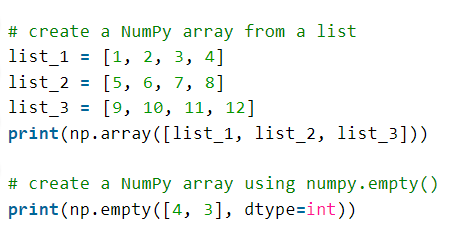 # create a NumPy array from a list
list_1 = [1, 2, 3, 4]
list_2 = [5, 6, 7, 8]
list_3 = [9, 10, 11, 12]
print(np.array([list_1, list_2, list_3]))
# create a NumPy array using numpy.empty()
print(np.empty([4, 3], dtype=int))